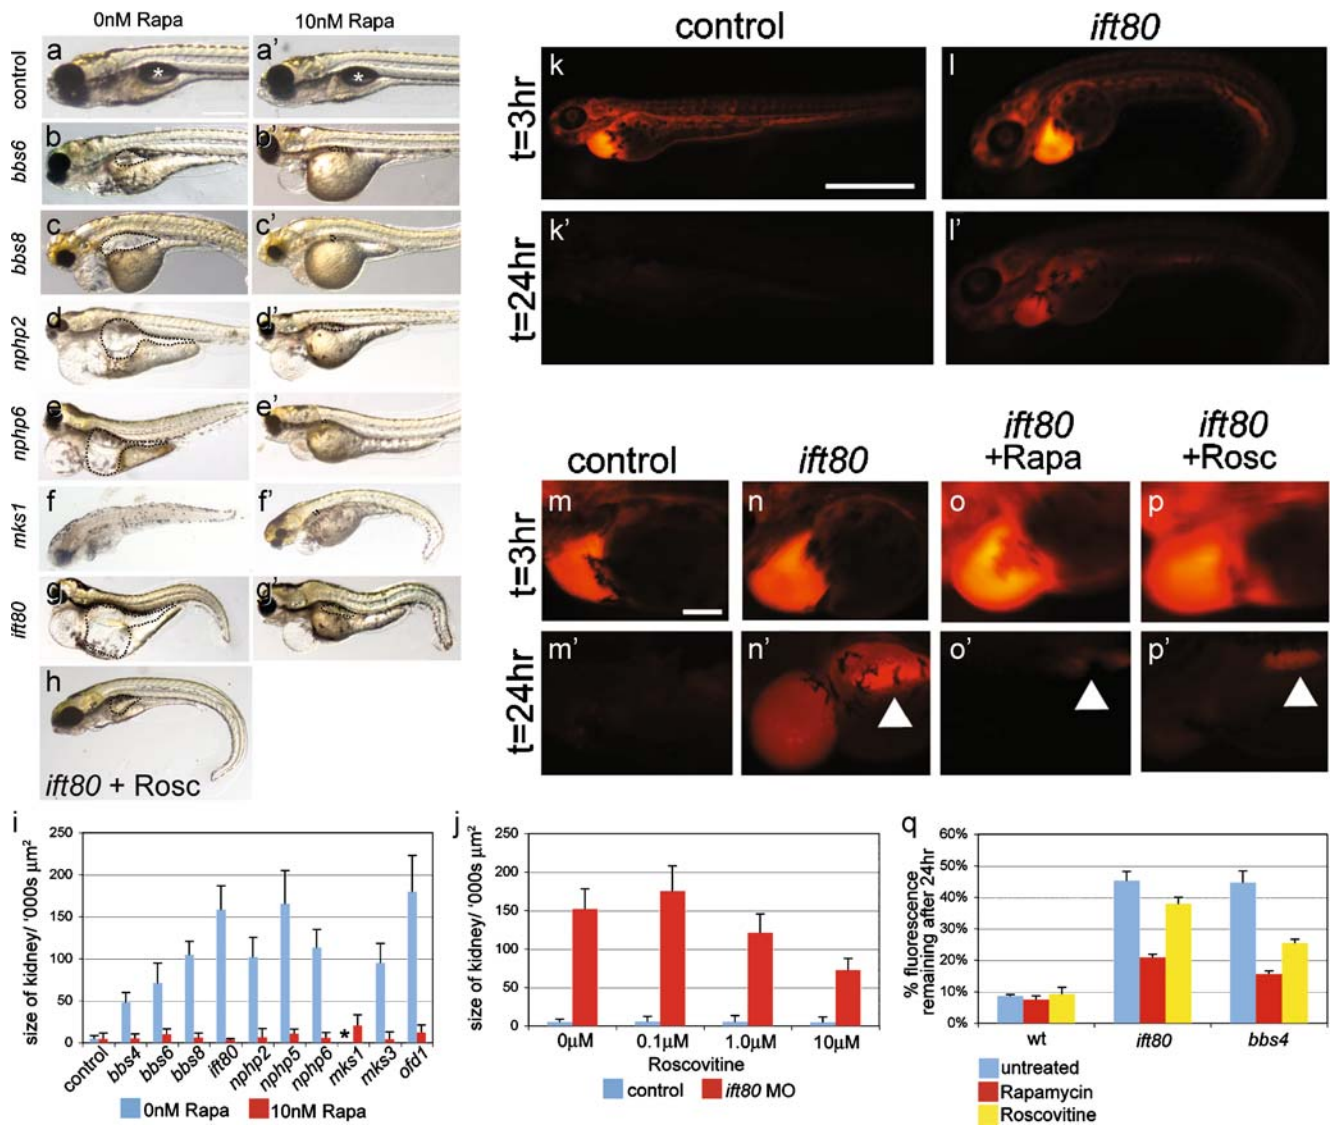 0nM Rapa 10nM Rapa
control
a a'
* *
bbs6
b b'
bbs8
c c'
nphp2
d d'
nphp6
e e'
mks1
f f'
ift80
g g'
h
ift80 + Rosc
control ift80
t=3hr
k l
t=24hr
k' l'
control ift80 ift80 +Rapa ift80 +Rosc
t=3hr
m n o p
t=24hr
m' n' o' p'
i
size of kidney/ '000s µm²
250
200
150
100
50
0
*
control bbs4 bbs6 bbs8 ift80 nphp2 nphp5 nphp6 mks1 mks3 ofd1
0nM Rapa 10nM Rapa
j
size of kidney/ '000s µm²
250
200
150
100
50
0
0µM 0.1µM 1.0µM 10µM
Roscovitine
control ift80 MO
q
% fluorescence
remaining after 24hr
60%
50%
40%
30%
20%
10%
0%
wt ift80 bbs4
untreated
Rapamycin
Roscovitine